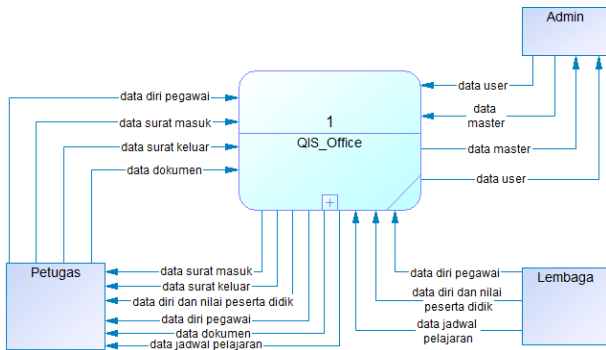 Admin
data user
data
master
data master
data user
1
QIS_Office
data diri pegawai
data surat masuk
data surat keluar
data dokumen
Petugas
data surat masuk
data surat keluar
data diri dan nilai peserta didik
data diri pegawai
data dokumen
data jadwal pelajaran
data diri pegawai
data diri dan nilai
peserta didik
data jadwal
pelajaran
Lembaga